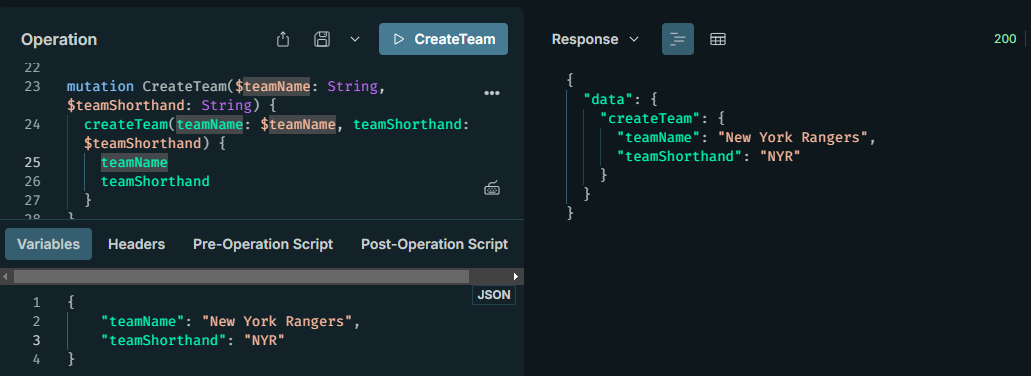 Operation
CreateTeam
22
23 mutation CreateTeam($teamName: String,
$teamShorthand: String) {
24 createTeam(teamName: $teamName, teamShorthand:
$teamShorthand) {
25 teamName
26 teamShorthand
27 }
28 }
Variables Headers Pre-Operation Script Post-Operation Script
JSON
1 {
2 "teamName": "New York Rangers",
3 "teamShorthand": "NYR"
4 }
Response
200
{
"data": {
"createTeam": {
"teamName": "New York Rangers",
"teamShorthand": "NYR"
}
}
}